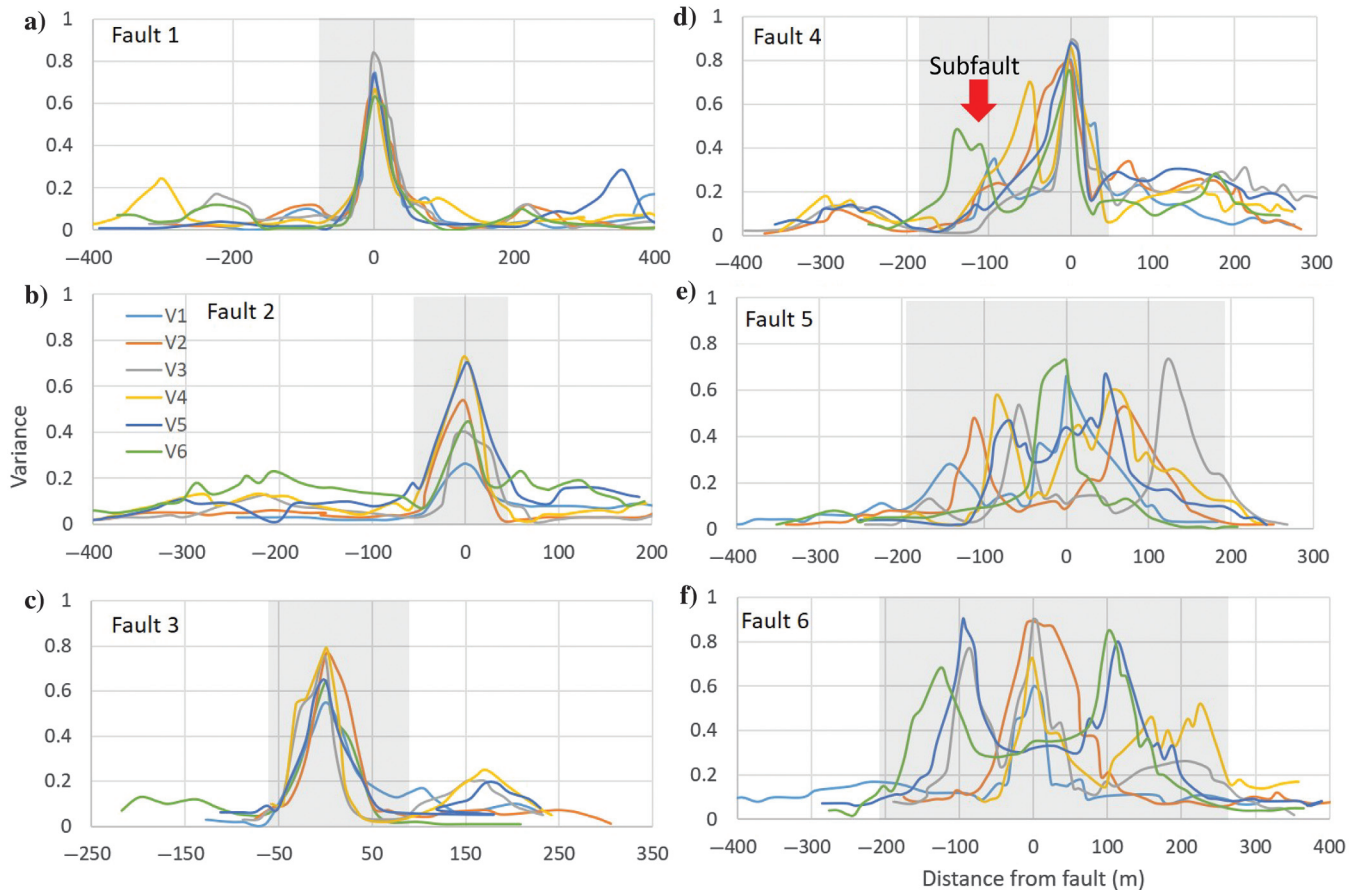 a)
Fault 1
1
0.8
0.6
0.4
0.2
0
−400 −200 0 200 400
b)
Fault 2
1
0.8
0.6
0.4
0.2
0
V1
V2
V3
V4
V5
V6
Variance
−400 −300 −200 −100 0 100 200
c)
Fault 3
1
0.8
0.6
0.4
0.2
0
−250 −150 −50 50 150 250 350
d)
Fault 4
Subfault
1
0.8
0.6
0.4
0.2
0
−400 −300 −200 −100 0 100 200 300
e)
Fault 5
1
0.8
0.6
0.4
0.2
0
−400 −300 −200 −100 0 100 200 300
f)
Fault 6
1
0.8
0.6
0.4
0.2
0
−400 −300 −200 −100 0 100 200 300 400
Distance from fault (m)